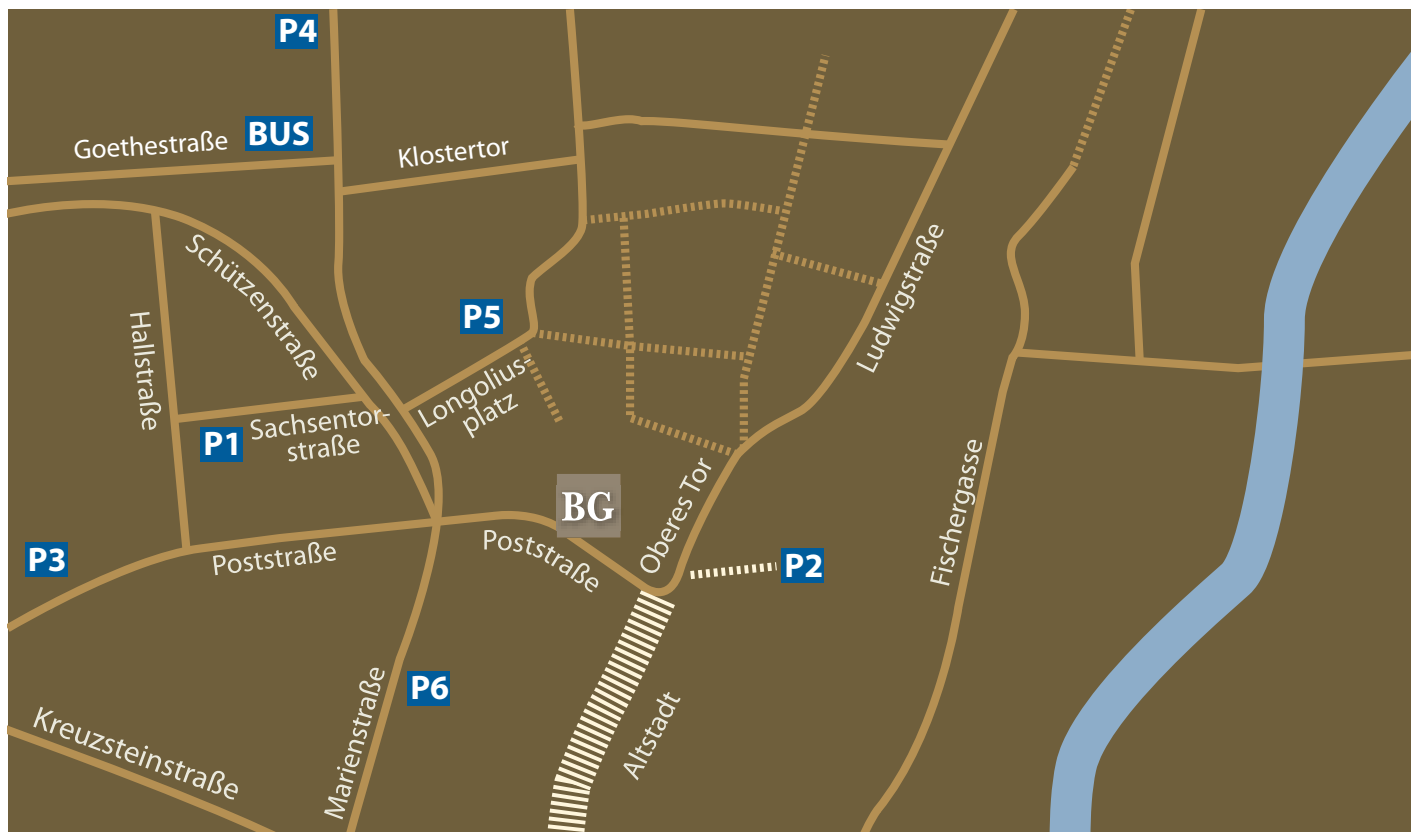 P4
BUS
Goethestraße
Klostertor
Schützenstraße
Ludwigstraße
Hallstraße
P5
Longolius-
platz
Sachsentor-
straße
P1
BG
Oberes Tor
Fischergasse
P3
Poststraße
Poststraße
P2
P6
Marienstraße
Altstadt
Kreuzsteinstraße